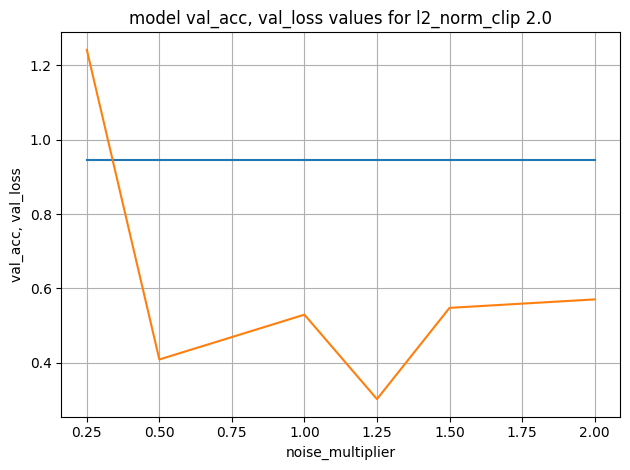 model val_acc, val_loss values for l2_norm_clip 2.0
val_acc, val_loss
1.2
1.0
0.8
0.6
0.4
0.25 0.50 0.75 1.00 1.25 1.50 1.75 2.00
noise_multiplier